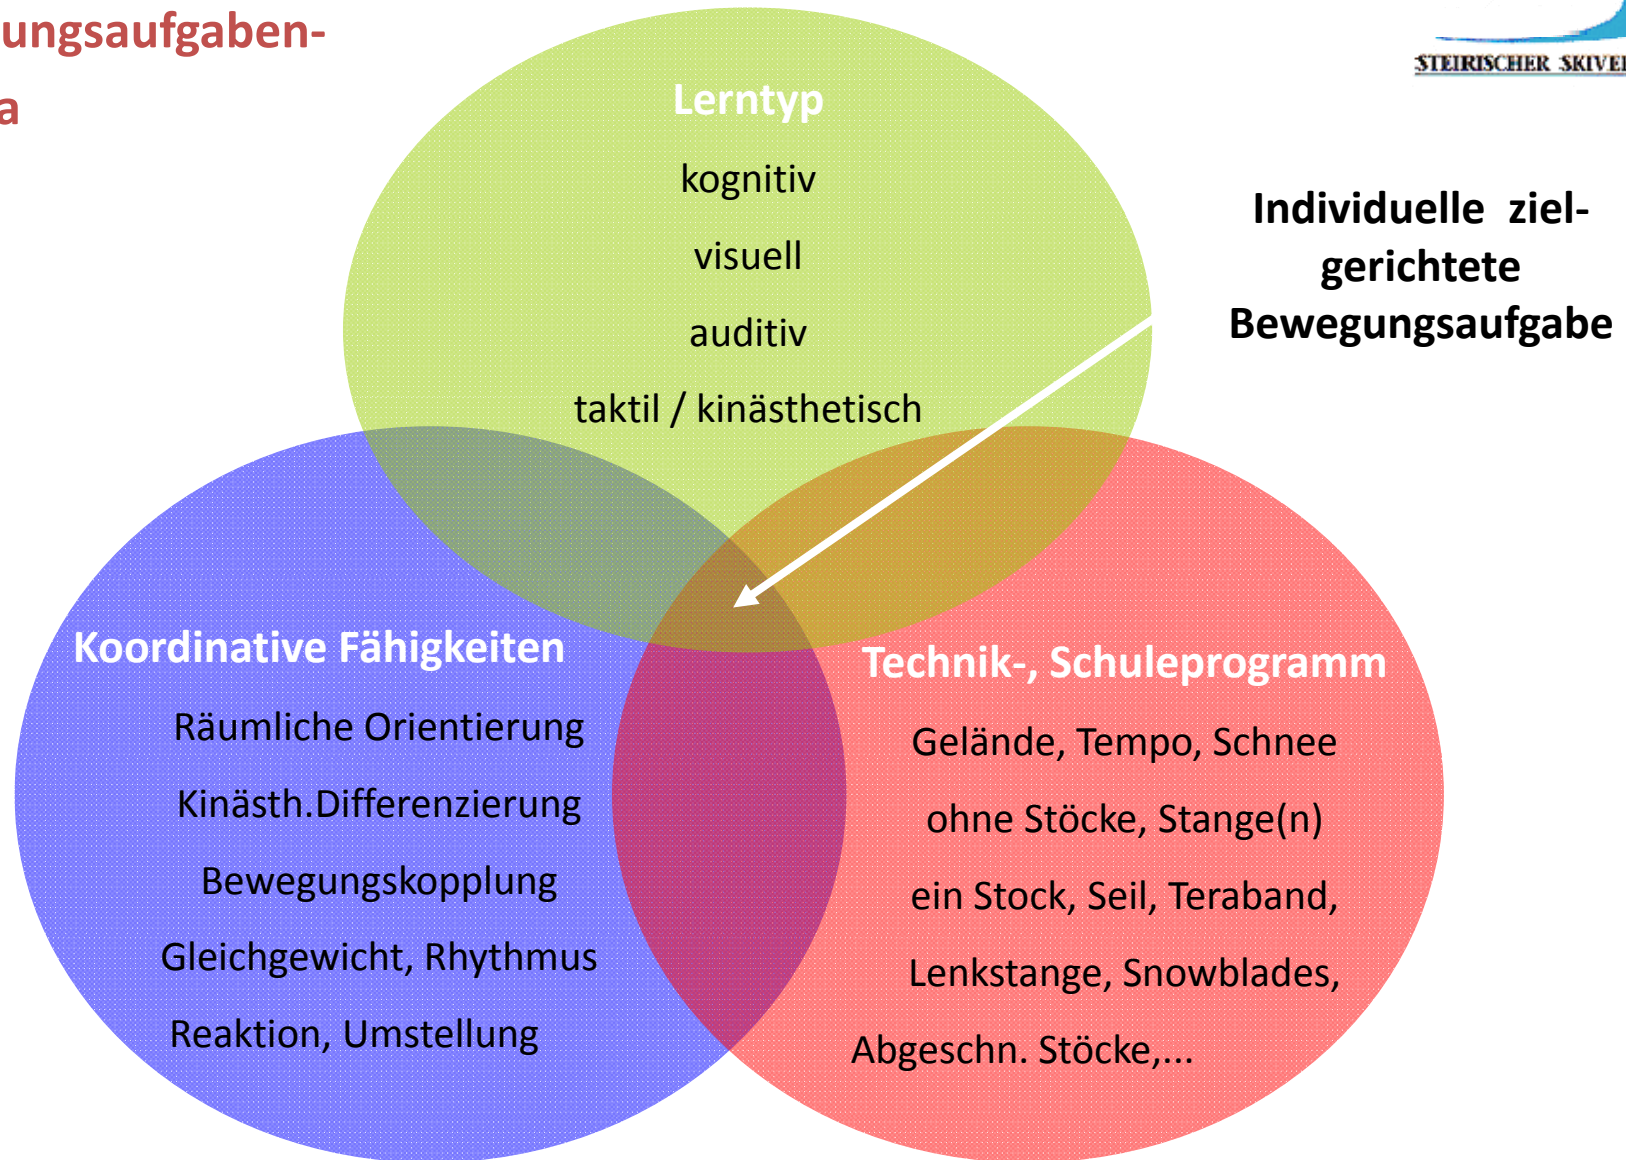 ungsaufgaben-
a
STEIRISCHER SKIVE
Lerntyp
kognitiv
visuell
auditiv
taktil / kinästhetisch
Individuelle ziel-
gerichtete
Bewegungsaufgabe
Koordinative Fähigkeiten
Räumliche Orientierung
Kinästh.Differenzierung
Bewegungskopplung
Gleichgewicht, Rhythmus
Reaktion, Umstellung
Technik-, Schuleprogramm
Gelände, Tempo, Schnee
ohne Stöcke, Stange(n)
ein Stock, Seil, Teraband,
Lenkstange, Snowblades,
Abgeschn. Stöcke,...